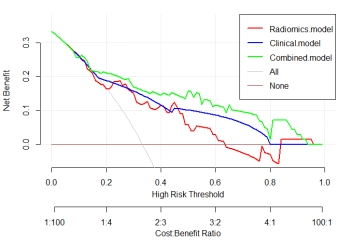 Radiomics.model
Clinical.model
Combined.model
All
None
Net Benefit
0.3
0.2
0.1
0.0
0.0 0.2 0.4 0.6 0.8 1.0
High Risk Threshold
1:100 1:4 2:3 3:2 4:1 100:1
Cost:Benefit Ratio